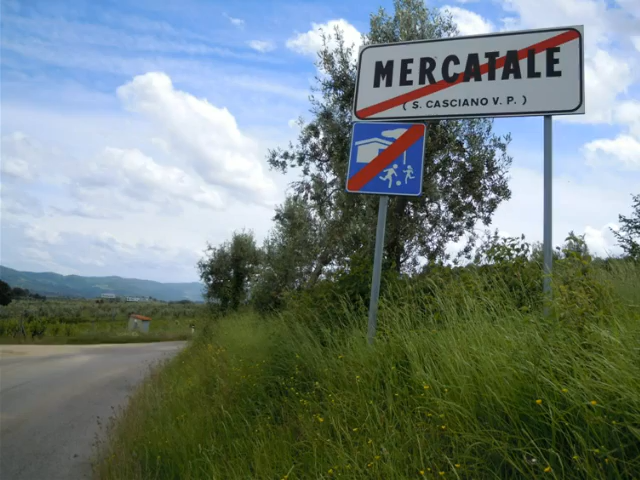 MERCATALE
( S. CASCIANO V. P. )